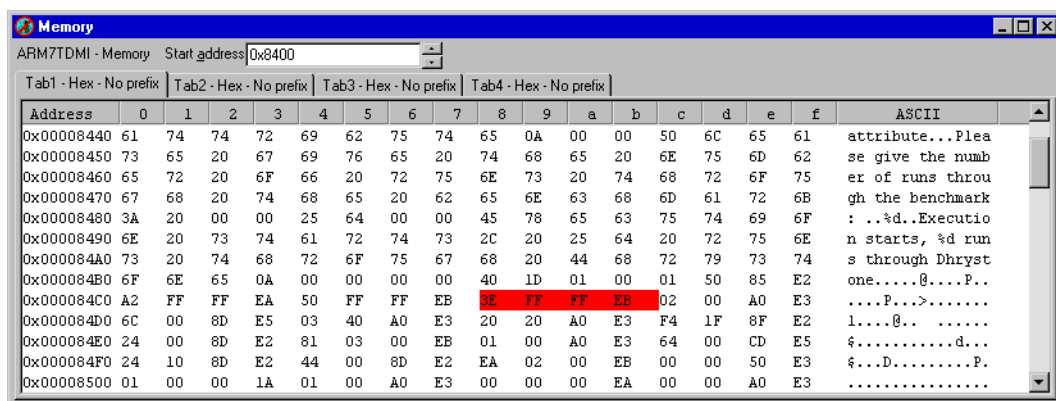 Memory
ARM7TDMI - Memory Start address 0x8400
Tab1 - Hex - No prefix Tab2 - Hex - No prefix Tab3 - Hex - No prefix Tab4 - Hex - No prefix
Address 0 1 2 3 4 5 6 7 8 9 a b c d e f ASCII
0x00008440 61 74 74 72 69 62 75 74 65 0A 00 00 50 6C 65 61 attribute...Plea
0x00008450 73 65 20 67 69 76 65 20 74 68 65 20 6E 75 6D 62 se give the numb
0x00008460 65 72 20 6F 66 20 72 75 6E 73 20 74 68 72 6F 75 er of runs throu
0x00008470 67 68 20 74 68 65 20 62 65 6E 63 68 6D 61 72 6B gh the benchmark
0x00008480 3A 20 00 00 25 64 00 00 45 78 65 63 75 74 69 6F : ..%d..Executio
0x00008490 6E 20 73 74 61 72 74 73 2C 20 25 64 20 72 75 6E n starts, %d run
0x000084A0 73 20 74 68 72 6F 75 67 68 20 44 68 72 79 73 74 s through Dhryst
0x000084B0 6F 6E 65 0A 00 00 00 00 40 1D 01 00 01 50 85 E2 one.....@....P..
0x000084C0 A2 FF FF EA 50 FF FF EB 3E FF FF EB 02 00 A0 E3 ....P...>.......
0x000084D0 6C 00 8D E5 03 40 A0 E3 20 20 A0 E3 F4 1F 8F E2 l....@..  ......
0x000084E0 24 00 8D E2 81 03 00 EB 01 00 A0 E3 64 00 CD E5 $...........d...
0x000084F0 24 10 8D E2 44 00 8D E2 EA 02 00 EB 00 00 50 E3 $...D.........P.
0x00008500 01 00 00 1A 01 00 A0 E3 00 00 00 EA 00 00 A0 E3 ................